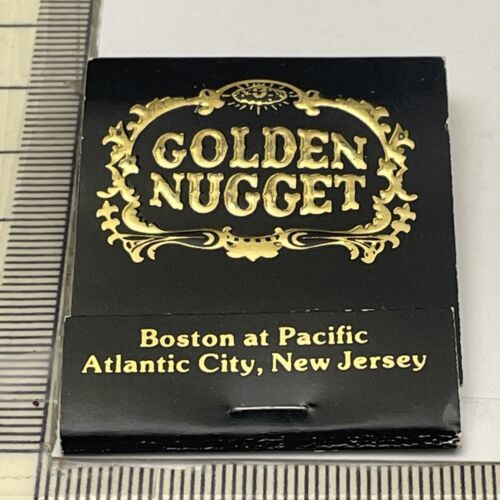 GOLDEN
NUGGET
Boston at Pacific
Atlantic City, New Jersey